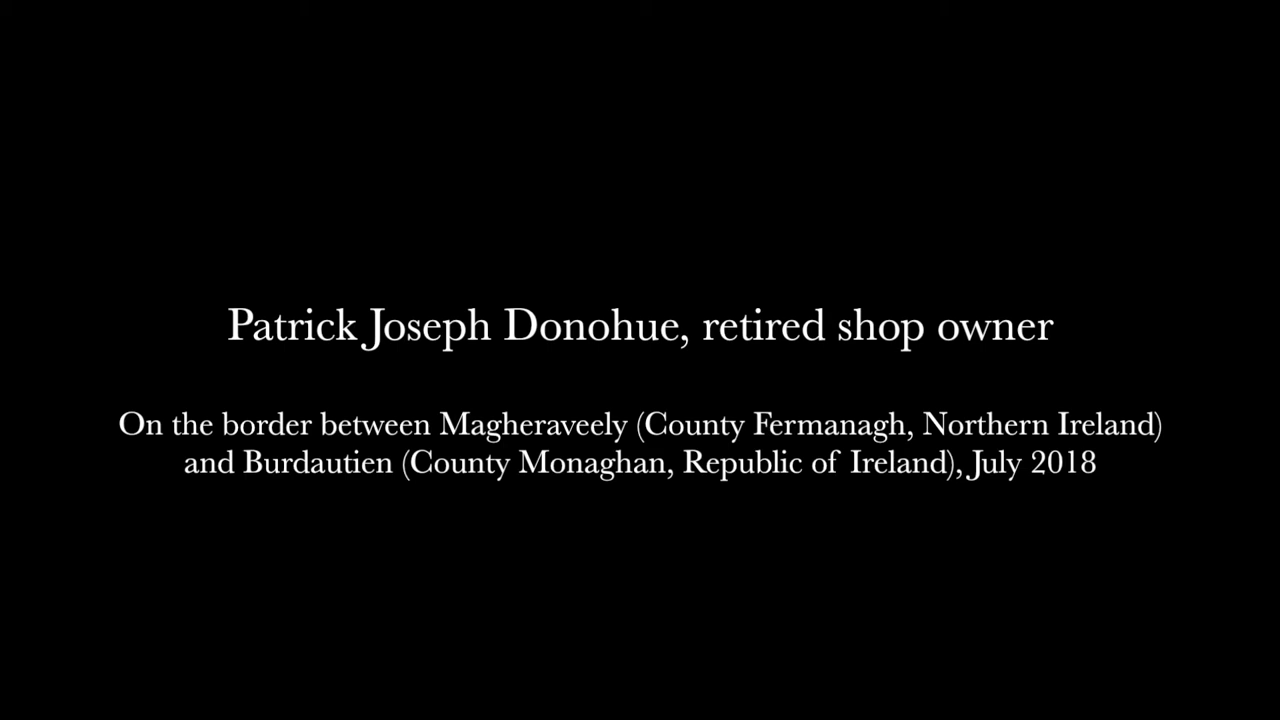 Patrick Joseph Donohue, retired shop owner
On the border between Magheraveely (County Fermanagh, Northern Ireland)
and Burdautien (County Monaghan, Republic of Ireland), July 2018